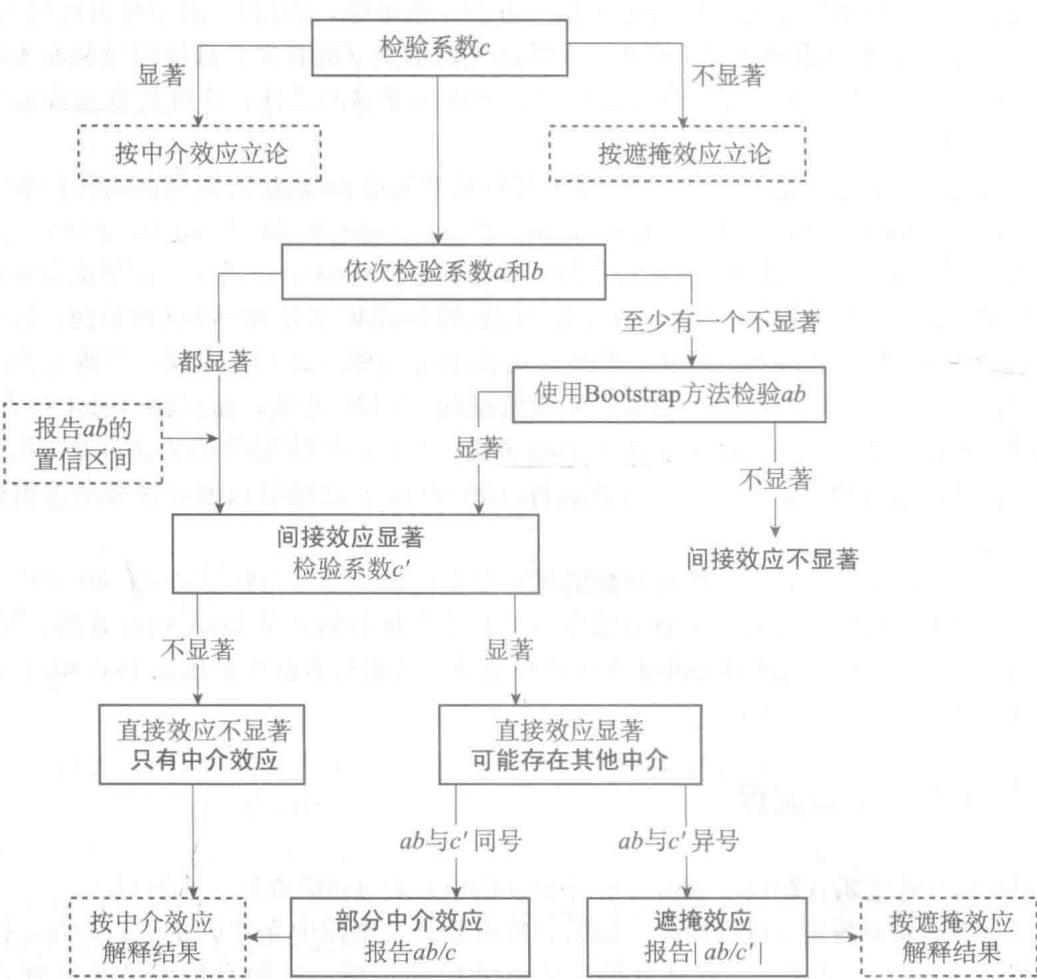 检验系数c
显著
不显著
按中介效应立论
按遮掩效应立论
依次检验系数a和b
至少有一个不显著
都显著
使用Bootstrap方法检验ab
报告ab的
置信区间
显著
不显著
间接效应显著
检验系数c′
间接效应不显著
不显著
显著
直接效应不显著
只有中介效应
直接效应显著
可能存在其他中介
ab与c′同号
ab与c′异号
按中介效应
解释结果
部分中介效应
报告ab/c
遮掩效应
报告|ab/c′|
按遮掩效应
解释结果